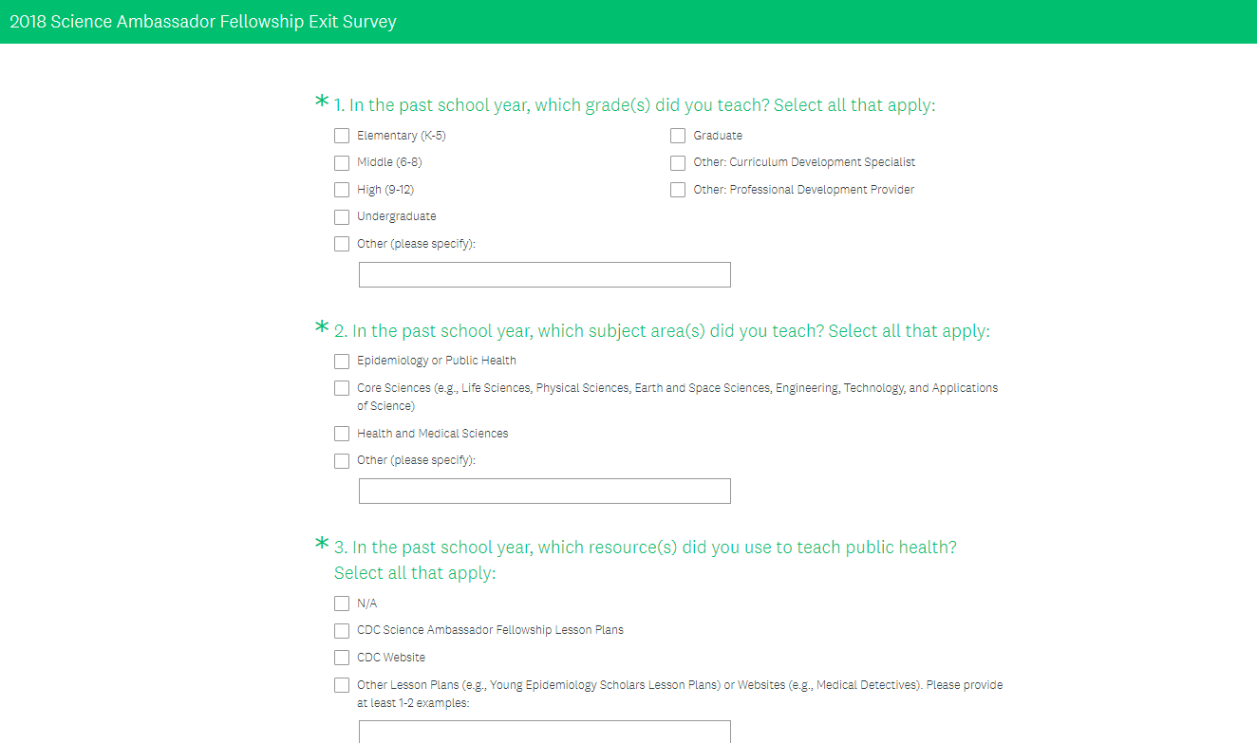 2018 Science Ambassador Fellowship Exit Survey
* 1. In the past school year, which grade(s) did you teach? Select all that apply:
Elementary (K-5)
Middle (6-8)
High (9-12)
Undergraduate
Other (please specify):
Graduate
Other: Curriculum Development Specialist
Other: Professional Development Provider
* 2. In the past school year, which subject area(s) did you teach? Select all that apply:
Epidemiology or Public Health
Core Sciences (e.g., Life Sciences, Physical Sciences, Earth and Space Sciences, Engineering, Technology, and Applications
of Science)
Health and Medical Sciences
Other (please specify):
* 3. In the past school year, which resource(s) did you use to teach public health?
Select all that apply:
N/A
CDC Science Ambassador Fellowship Lesson Plans
CDC Website
Other Lesson Plans (e.g., Young Epidemiology Scholars Lesson Plans) or Websites (e.g., Medical Detectives). Please provide
at least 1-2 examples: